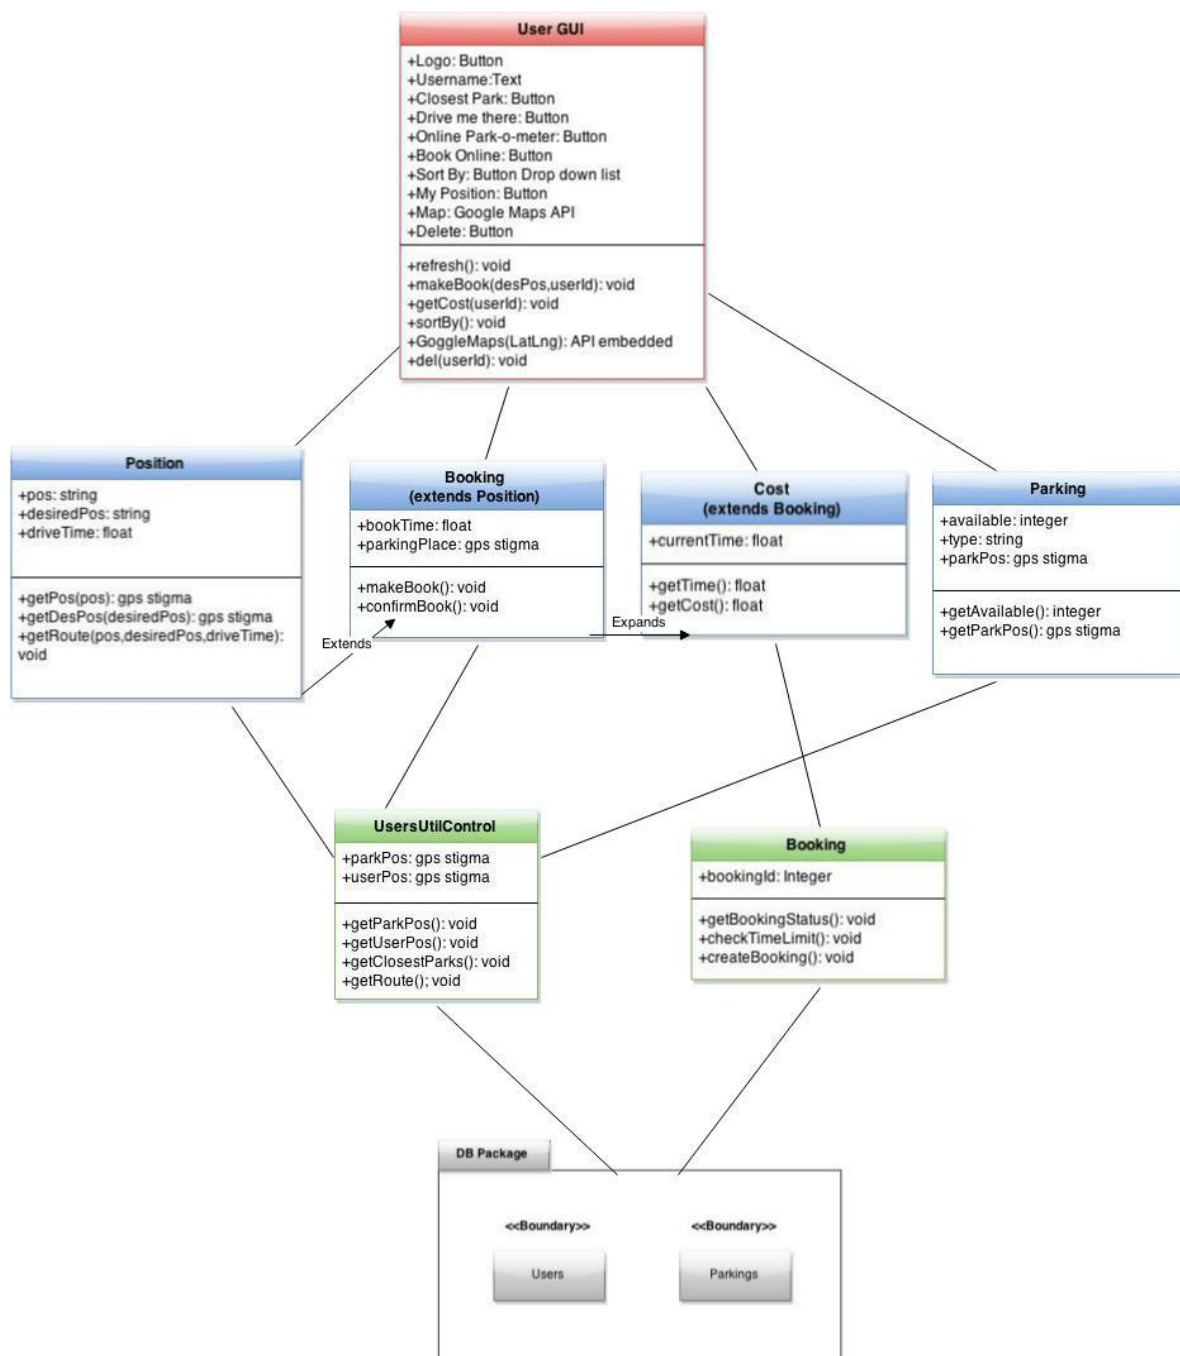 User GUI
+Logo: Button
+Username:Text
+Closest Park: Button
+Drive me there: Button
+Online Park-o-meter: Button
+Book Online: Button
+Sort By: Button Drop down list
+My Position: Button
+Map: Google Maps API
+Delete: Button
+refresh(): void
+makeBook(desPos,userId): void
+getCost(userId): void
+sortBy(): void
+GoggleMaps(LatLng): API embedded
+del(userId): void
Position
+pos: string
+desiredPos: string
+driveTime: float
+getPos(pos): gps stigma
+getDesPos(desiredPos): gps stigma
+getRoute(pos,desiredPos,driveTime):
void
Booking
(extends Position)
+bookTime: float
+parkingPlace: gps stigma
+makeBook(): void
+confirmBook(): void
Extends
Expands
Cost
(extends Booking)
+currentTime: float
+getTime(): float
+getCost(): float
Parking
+available: integer
+type: string
+parkPos: gps stigma
+getAvailable(): integer
+getParkPos(): gps stigma
UsersUtilControl
+parkPos: gps stigma
+userPos: gps stigma
+getParkPos(): void
+getUserPos(): void
+getClosestParks(): void
+getRoute(); void
Booking
+bookingId: Integer
+getBookingStatus(): void
+checkTimeLimit(): void
+createBooking(): void
DB Package
<<Boundary>>
Users
<<Boundary>>
Parkings